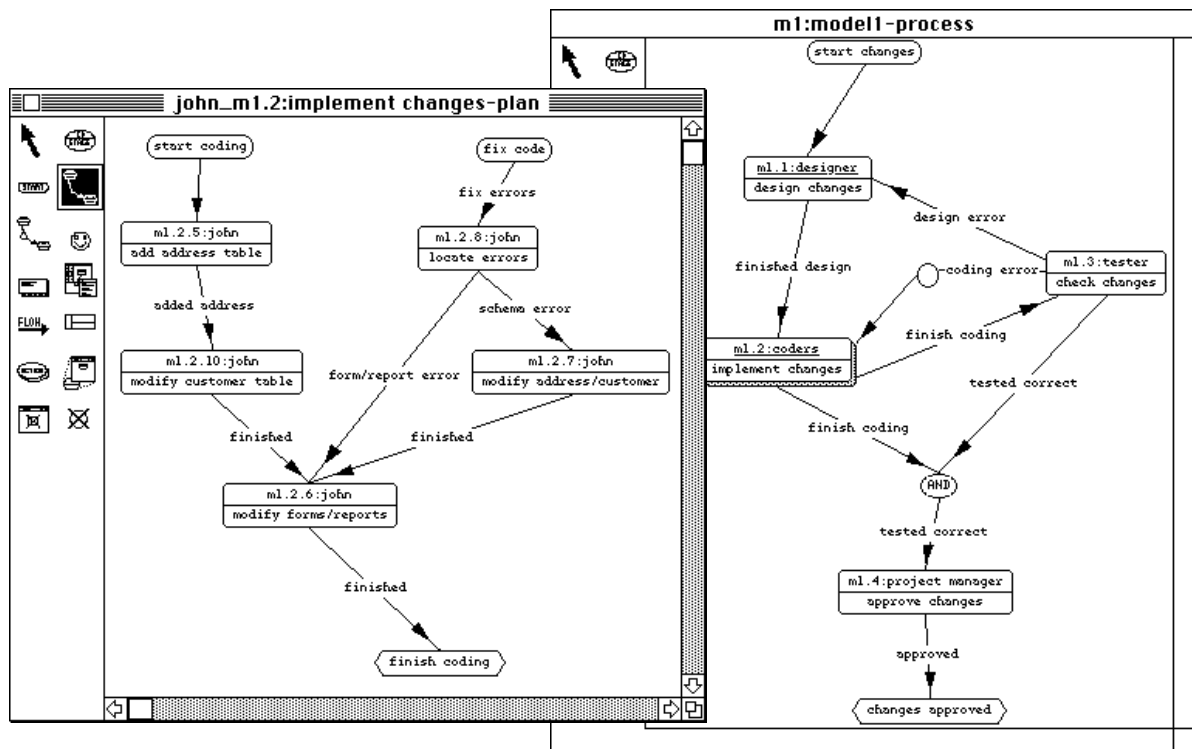 m1:model1-process
start changes
m1.1:designer
design changes
design error
finished design
coding error
m1.3:tester
check changes
finish coding
m1.2:coders
implement changes
tested correct
finish coding
AND
tested correct
m1.4:project manager
approve changes
approved
changes approved
john_m1.2:implement changes-plan
START
FLOW
ACTION
start coding
fix code
fix errors
m1.2.5:john
add address table
m1.2.8:john
locate errors
added address
schema error
m1.2.10:john
modify customer table
form/report error
m1.2.7:john
modify address/customer
finished
finished
m1.2.6:john
modify forms/reports
finished
finish coding